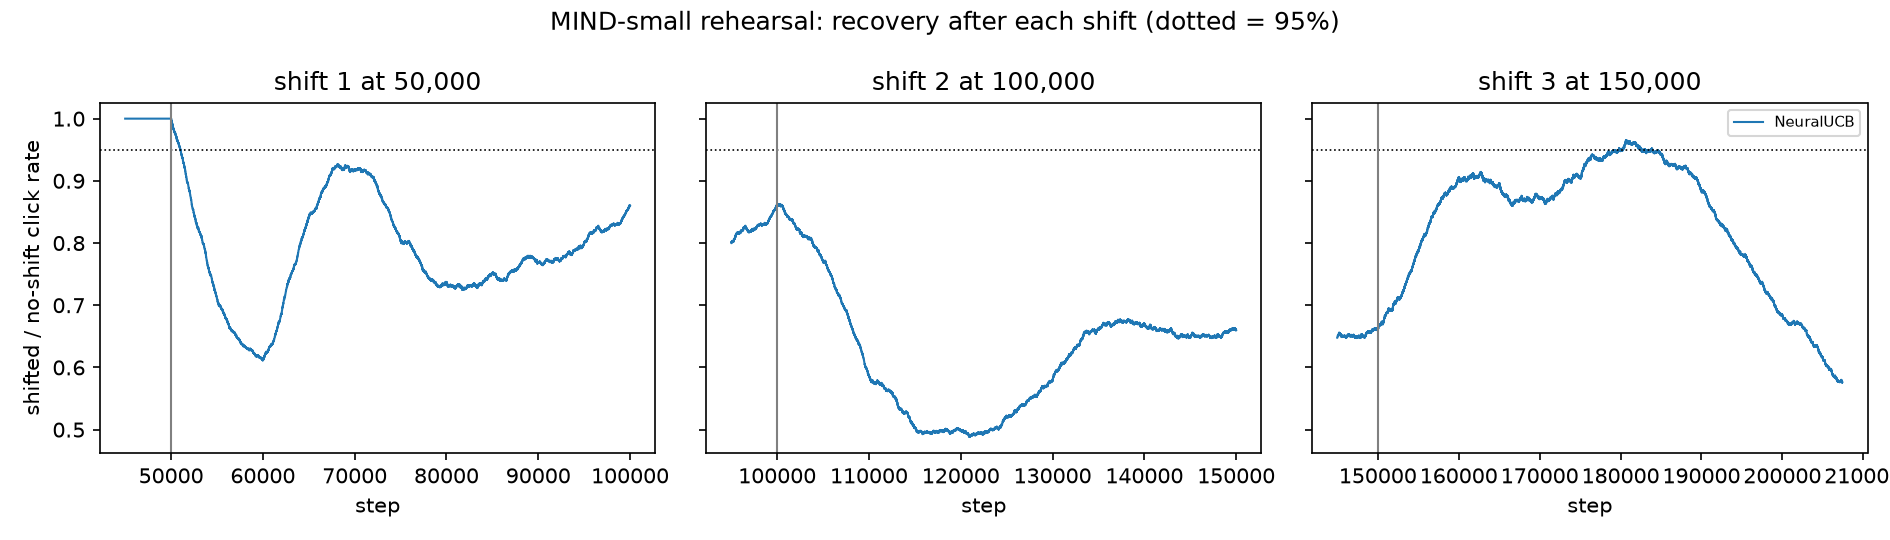 MIND-small rehearsal: recovery after each shift (dotted = 95%)
shift 1 at 50,000
shift 2 at 100,000
shift 3 at 150,000
shifted / no-shift click rate
1.0
0.9
0.8
0.7
0.6
0.5
NeuralUCB
50000 60000 70000 80000 90000 100000
100000 110000 120000 130000 140000 150000
150000 160000 170000 180000 190000 200000 21000
step
step
step